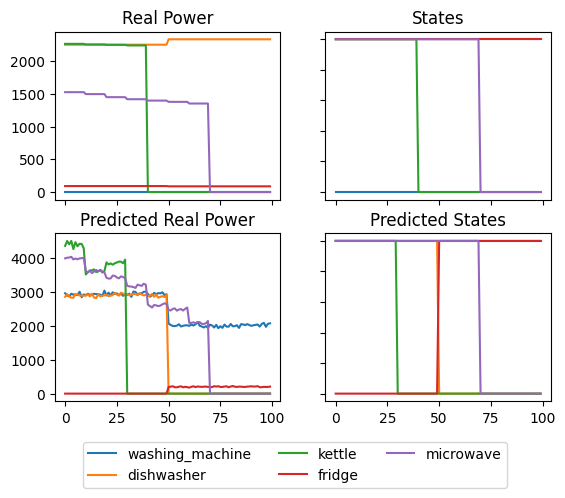 Real Power
States
2000
1500
1000
500
0
Predicted Real Power
Predicted States
4000
3000
2000
1000
0
0 25 50 75 100
0 25 50 75 100
washing_machine kettle microwave
dishwasher fridge